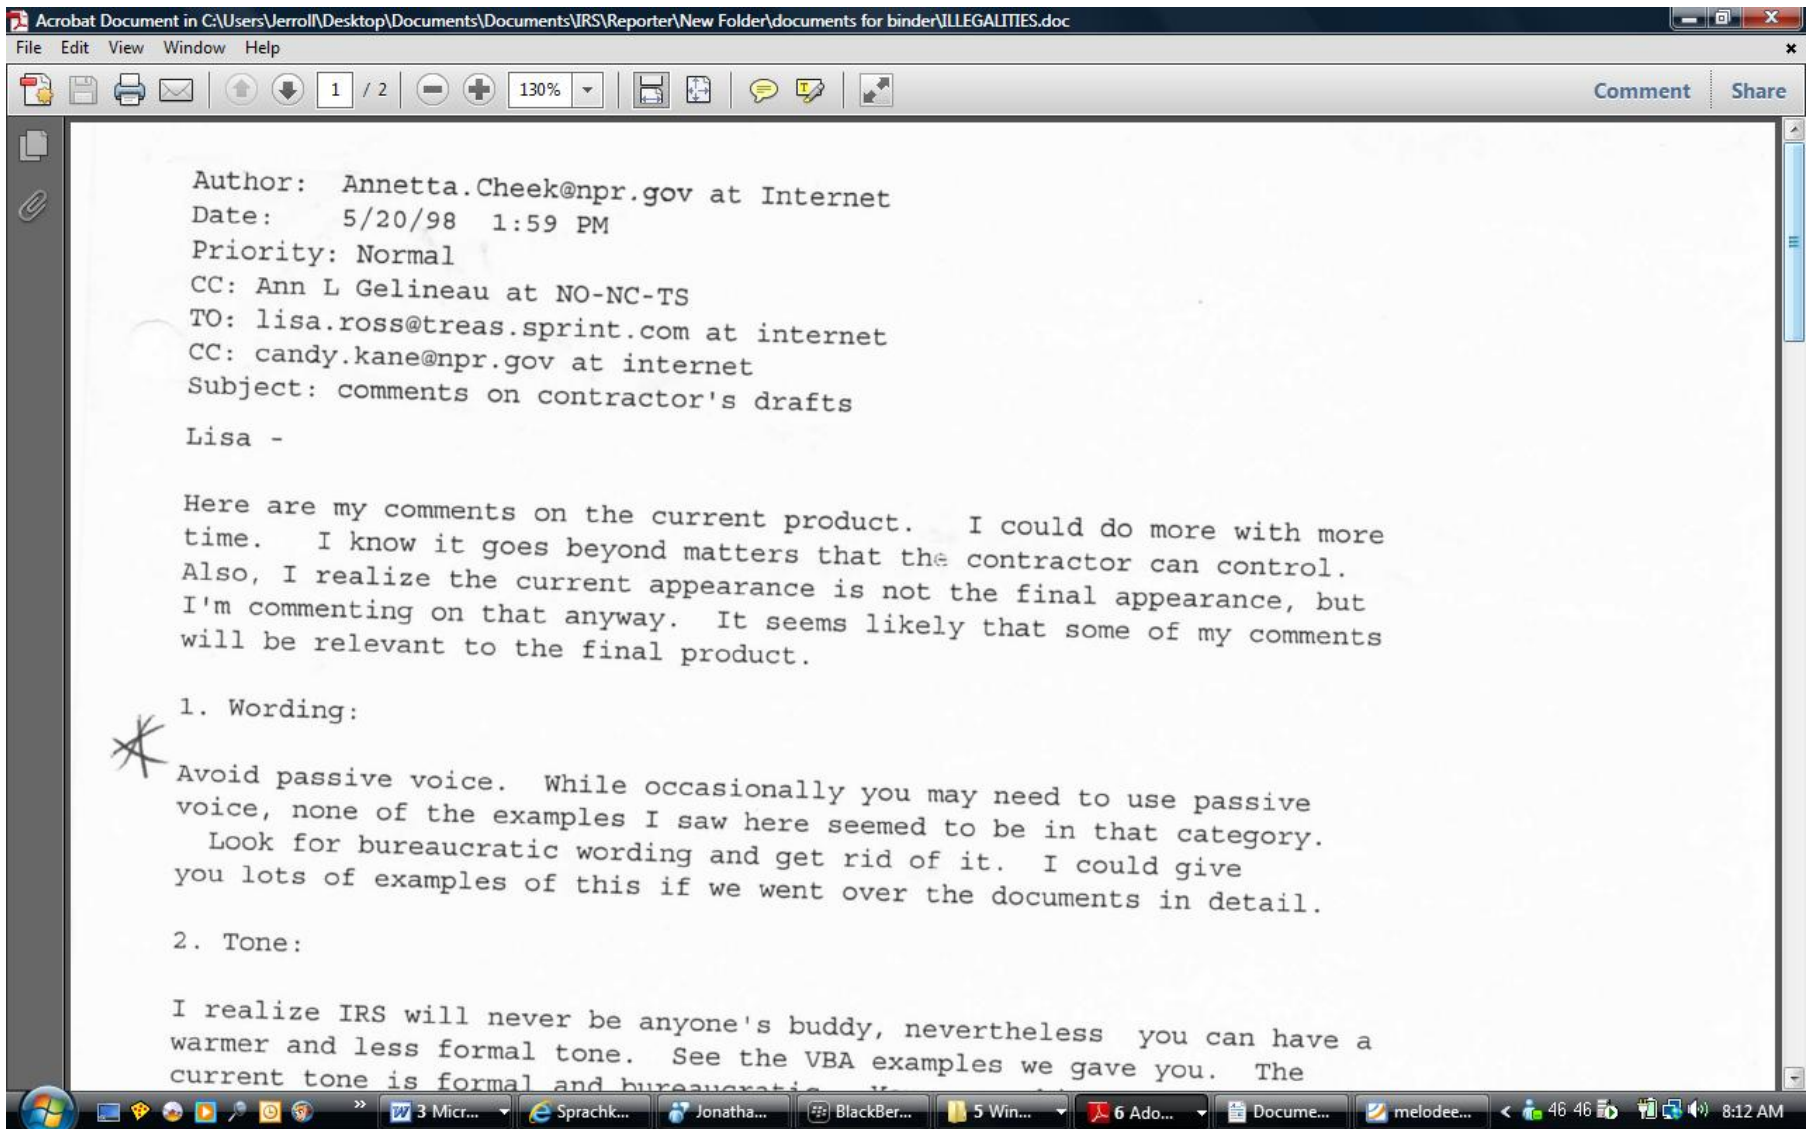 Acrobat Document in C:\Users\Jerroll\Desktop\Documents\Documents\IRS\Reporter\New Folder\documents for binder\ILLEGALITIES.doc
File Edit View Window Help
1 / 2 130% Comment Share
Author: Annetta.Cheek@npr.gov at Internet
Date: 5/20/98 1:59 PM
Priority: Normal
CC: Ann L Gelineau at NO-NC-TS
TO: lisa.ross@treas.sprint.com at internet
CC: candy.kane@npr.gov at internet
Subject: comments on contractor's drafts
Lisa -
Here are my comments on the current product. I could do more with more
time. I know it goes beyond matters that the contractor can control.
Also, I realize the current appearance is not the final appearance, but
I'm commenting on that anyway. It seems likely that some of my comments
will be relevant to the final product.
1. Wording:
Avoid passive voice. While occasionally you may need to use passive
voice, none of the examples I saw here seemed to be in that category.
Look for bureaucratic wording and get rid of it. I could give
you lots of examples of this if we went over the documents in detail.
2. Tone:
I realize IRS will never be anyone's buddy, nevertheless you can have a
warmer and less formal tone. See the VBA examples we gave you. The
current tone is formal and bureaucratic.
3 Micr... Sprachk... Jonatha... BlackBer... 5 Win... 6 Ado... Docume... melodee... 46 46 8:12 AM